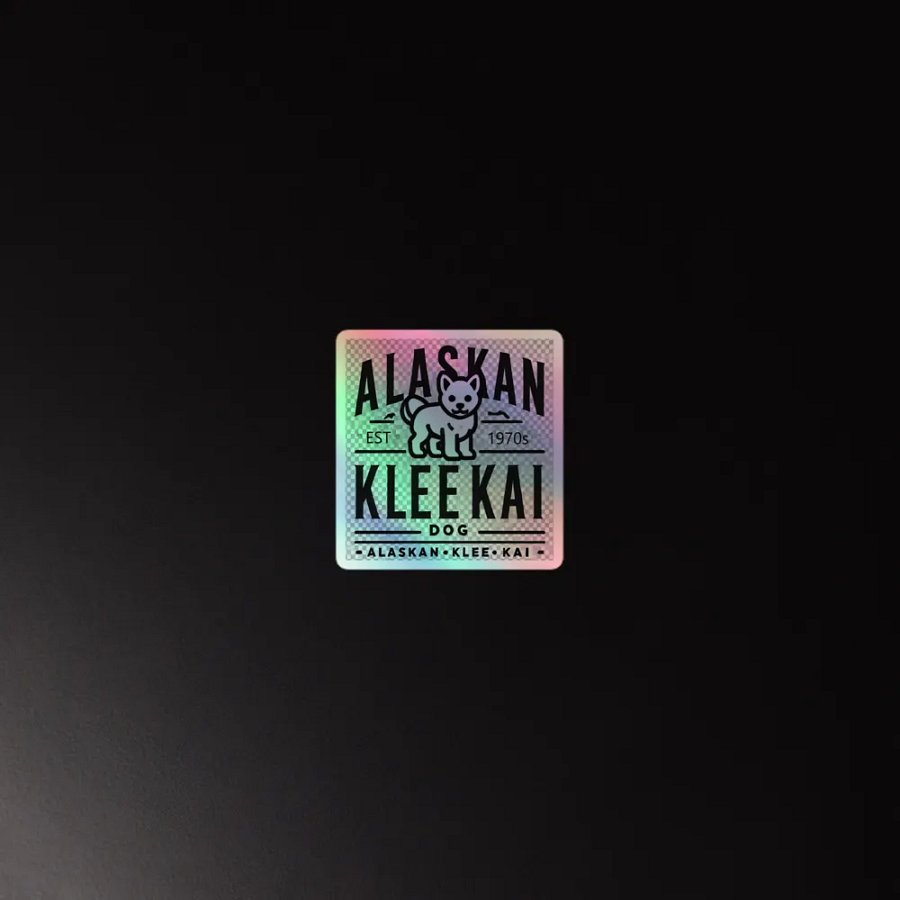 ALASKAN
EST 1970s
KLEE KAI
DOG
- ALASKAN • KLEE • KAI -